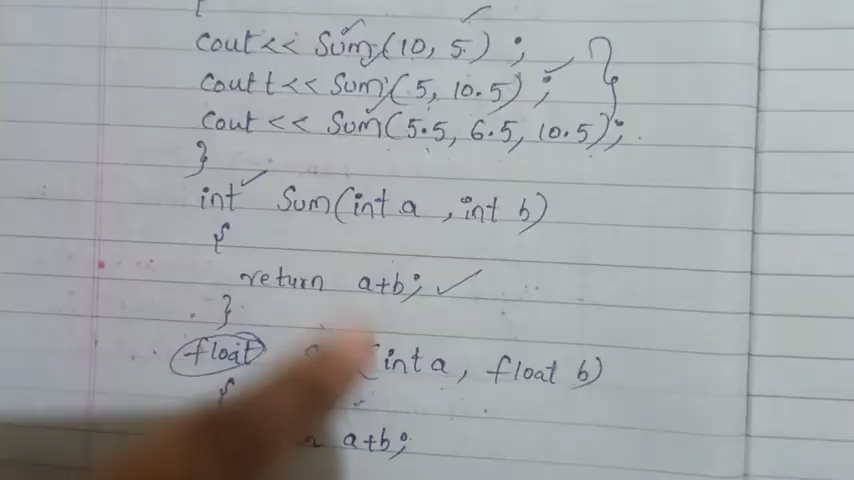 {
cout << Sum(10, 5) ;
cout t<< Sum(5, 10.5) ;
cout << Sum(5.5, 6.5, 10.5);
}
int Sum(int a , int b)
{
return a+b;
}
float (int a, float b)
{
a+b;